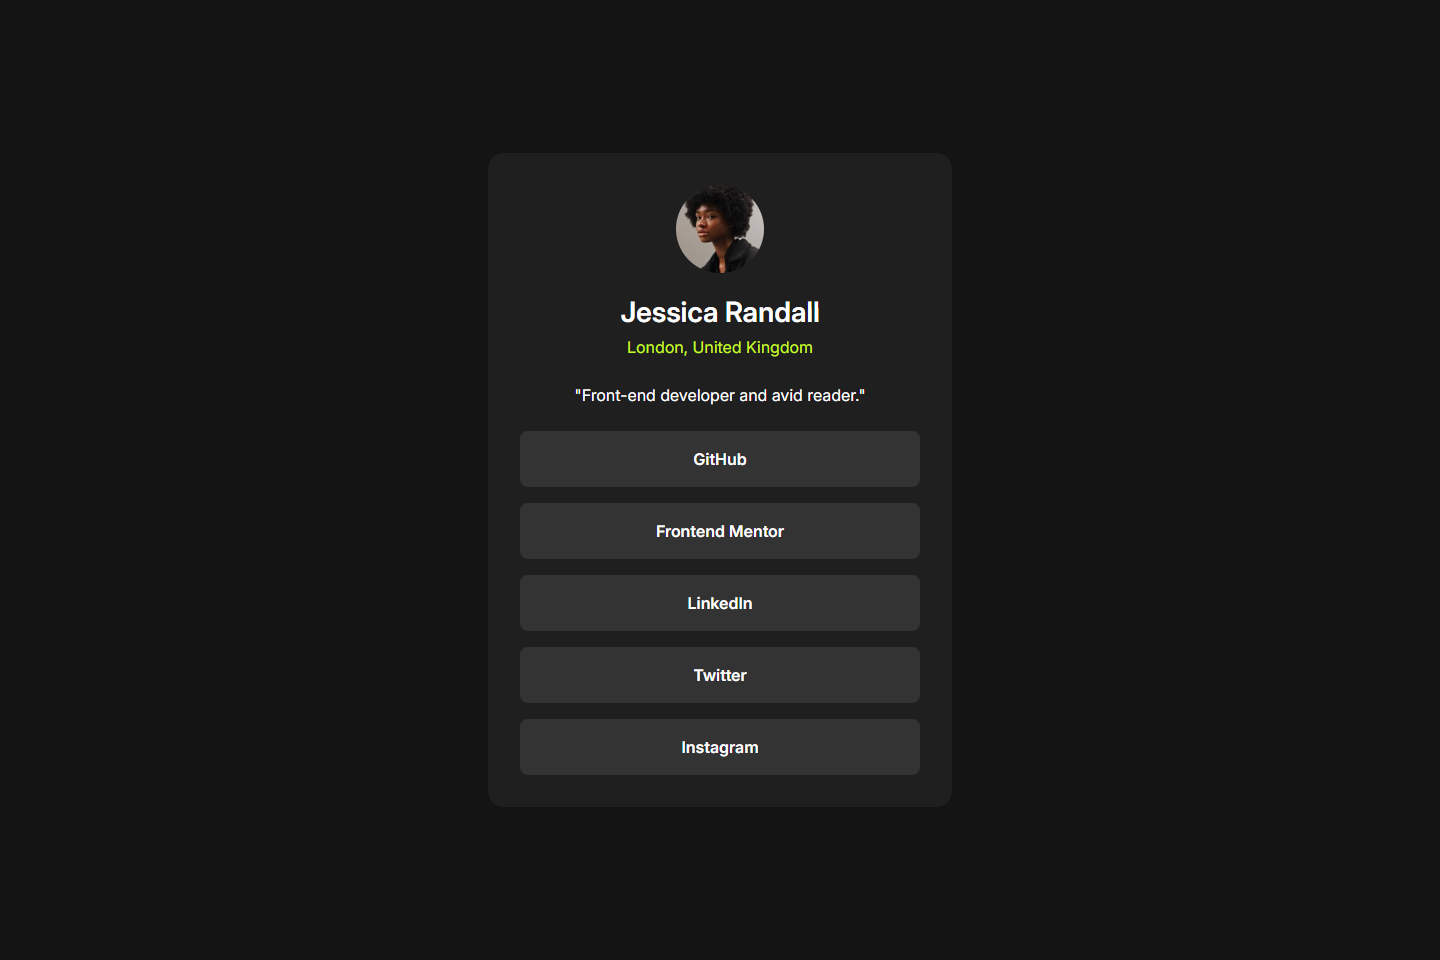 Jessica Randall
London, United Kingdom
"Front-end developer and avid reader."
GitHub
Frontend Mentor
LinkedIn
Twitter
Instagram